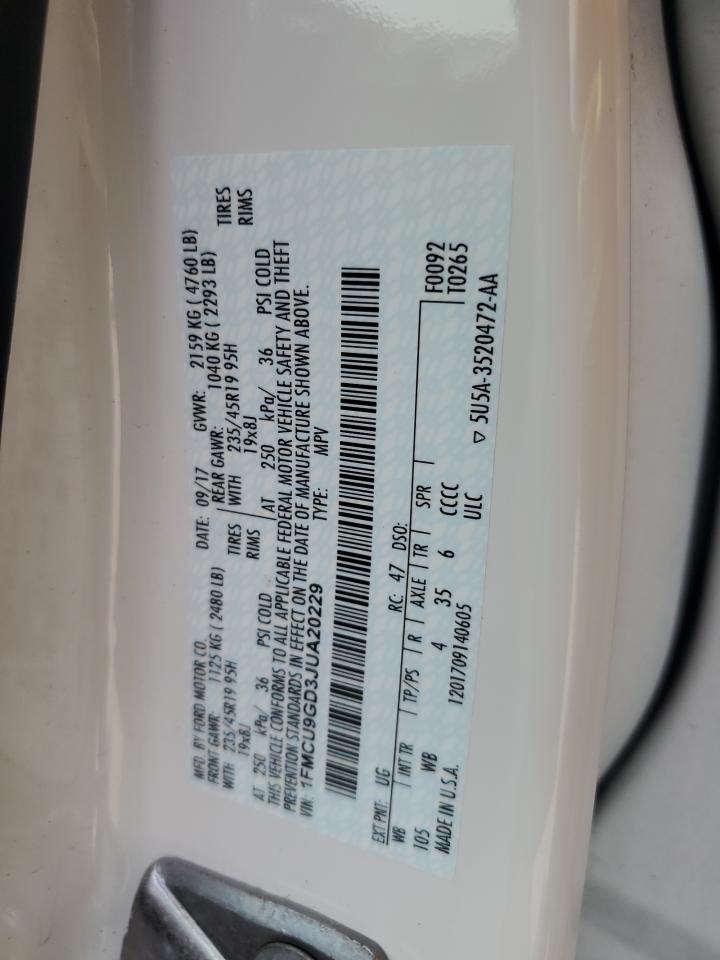 MFD. BY FORD MOTOR CO.
DATE: 09/17 GVWR: 2159 KG ( 4760 LB)
FRONT GAWR: 1125 KG ( 2480 LB) REAR GAWR: 1040 KG ( 2293 LB)
WITH 235/45R19 95H TIRES WITH 235/45R19 95H TIRES
19x8J RIMS 19x8J RIMS
AT 250 kPa/ 36 PSI COLD AT 250 kPa/ 36 PSI COLD
THIS VEHICLE CONFORMS TO ALL APPLICABLE FEDERAL MOTOR VEHICLE SAFETY AND THEFT
PREVENTION STANDARDS IN EFFECT ON THE DATE OF MANUFACTURE SHOWN ABOVE.
VIN: 1FMCU9GD3JUA20229 TYPE: MPV
EXT PNT: UG RC: 47 DSO:
WB INT TR TP/PS R AXLE TR SPR F0092
105 WB 4 35 6 CCCC T0265
MADE IN U.S.A. 1201709140605 ULC
▽ 5U5A-3520472-AA